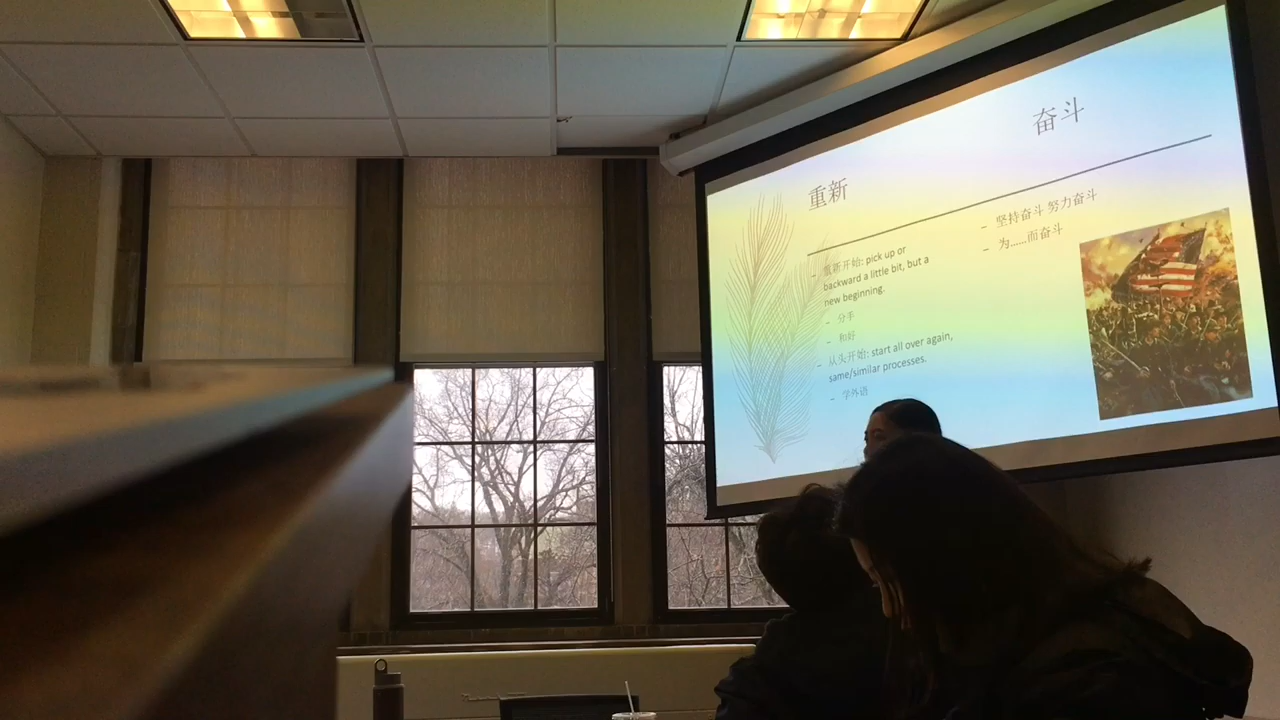 重新
- 重新开始: pick up or
backward a little bit, but a
new beginning.
- 分手
- 和好
- 从头开始: start all over again,
same/similar processes.
- 学外语
奋斗
- 坚持奋斗 努力奋斗
- 为......而奋斗